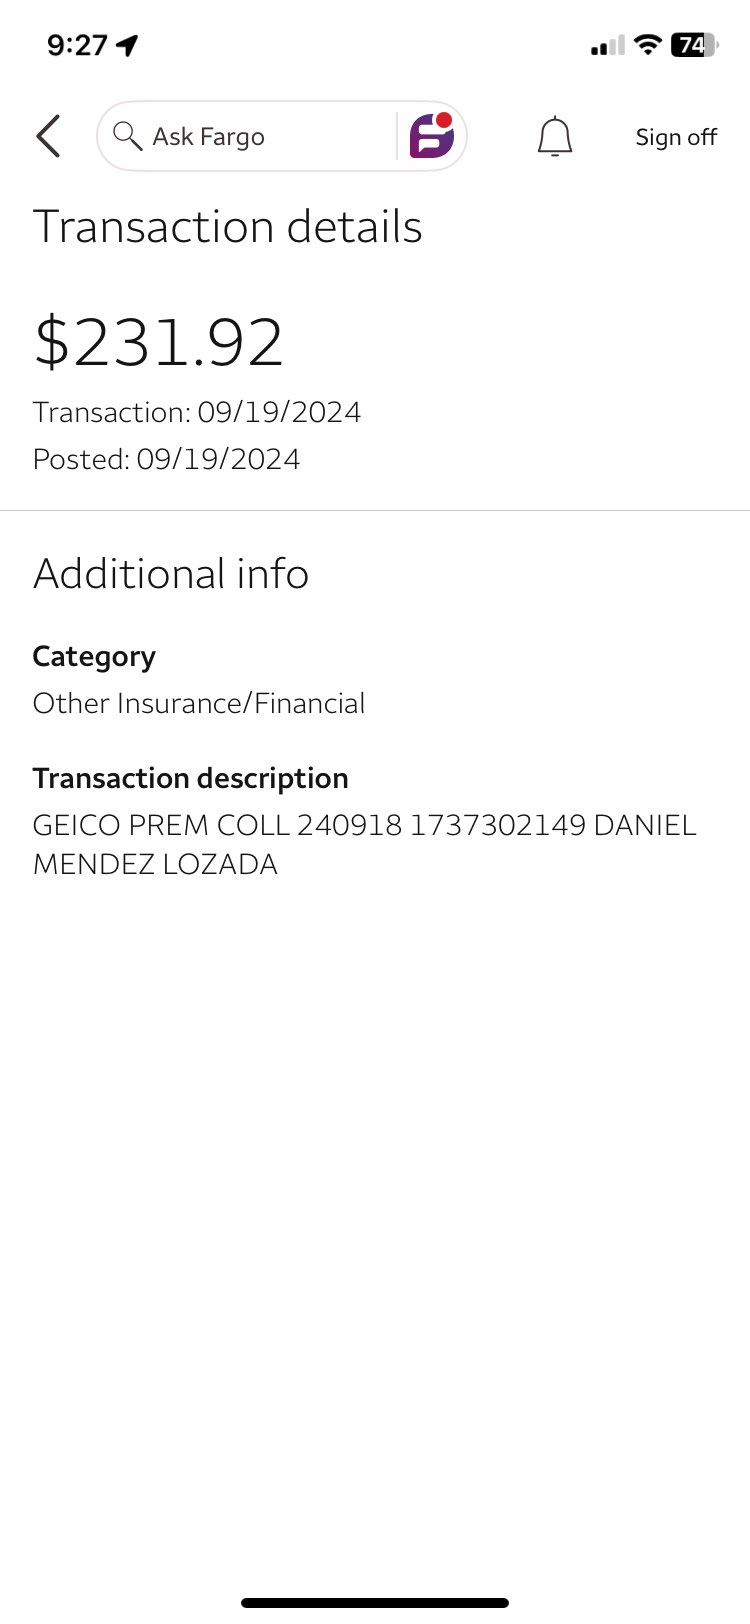 9:27
74
Ask Fargo
Sign off
Transaction details
$231.92
Transaction: 09/19/2024
Posted: 09/19/2024
Additional info
Category
Other Insurance/Financial
Transaction description
GEICO PREM COLL 240918 1737302149 DANIEL
MENDEZ LOZADA